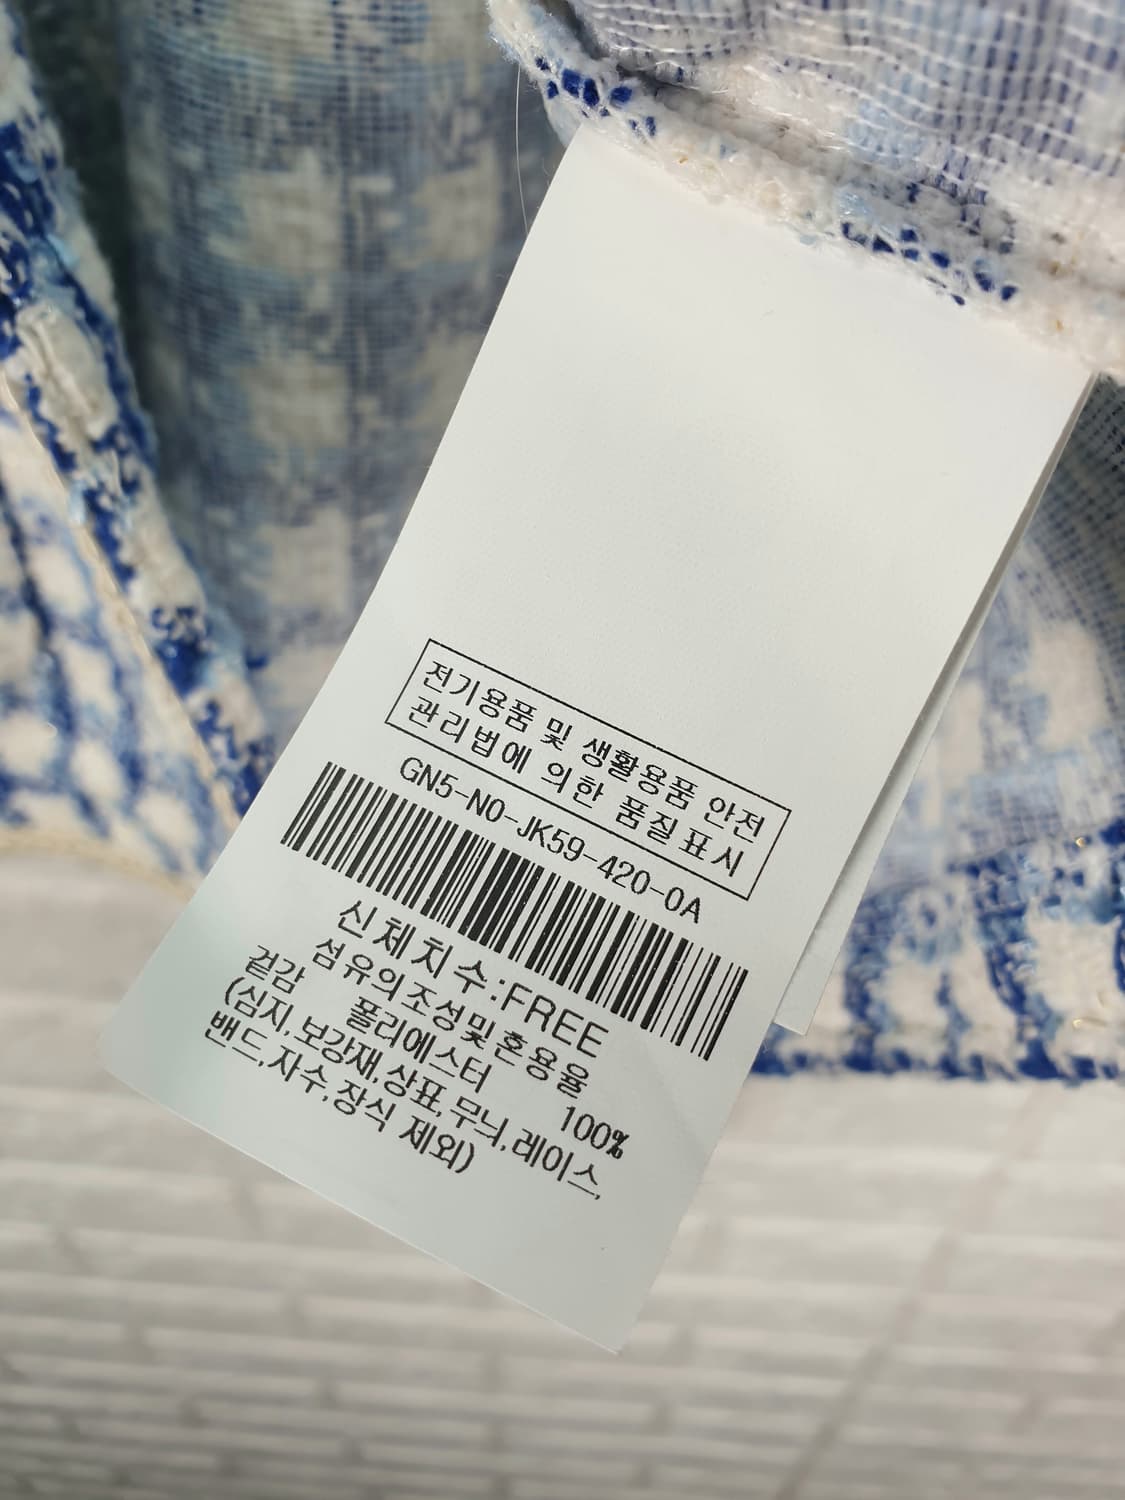 전기용품 및 생활용품 안전
관리법에 의한 품질표시
GN5-N0-JK59-420-0A
신체치수:FREE
섬유의조성및혼용율
겉감 폴리에스터 100%
(심지,보강재,상표,무늬,레이스,
밴드,자수,장식 제외)